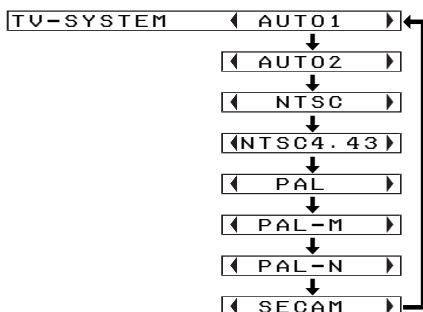 TV-SYSTEM AUTO1
AUTO2
NTSC
NTSC4.43
PAL
PAL-M
PAL-N
SECAM